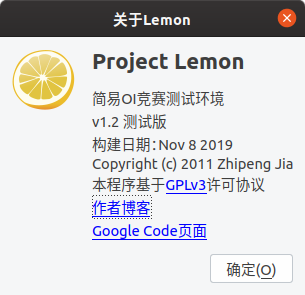 关于Lemon
Project Lemon
简易OI竞赛测试环境
v1.2 测试版
构建日期：Nov 8 2019
Copyright (c) 2011 Zhipeng Jia
本程序基于GPLv3许可协议
作者博客
Google Code页面
确定(O)